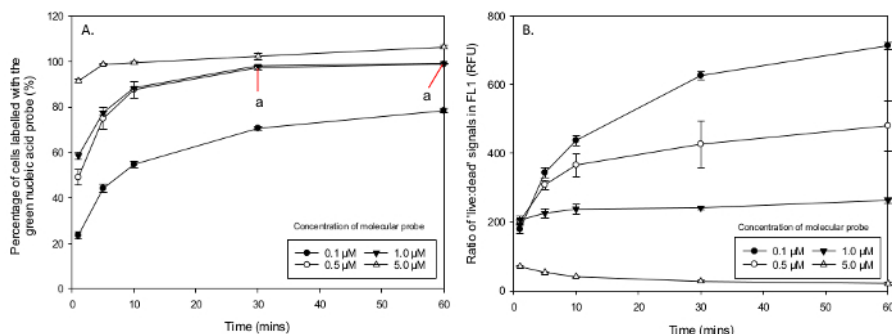 A.
Percentage of cells labelled with the
green nucleic acid probe (%)
120
100
80
60
40
20
0
a
a
Concentration of molecular probe
0.1 µM
1.0 µM
0.5 µM
5.0 µM
0
10
20
30
40
50
60
Time (mins)
B.
Ratio of 'live:dead' signals in FL1 (RFU)
800
600
400
200
0
Concentration of molecular probe
0.1 µM
1.0 µM
0.5 µM
5.0 µM
0
10
20
30
40
50
60
Time (mins)